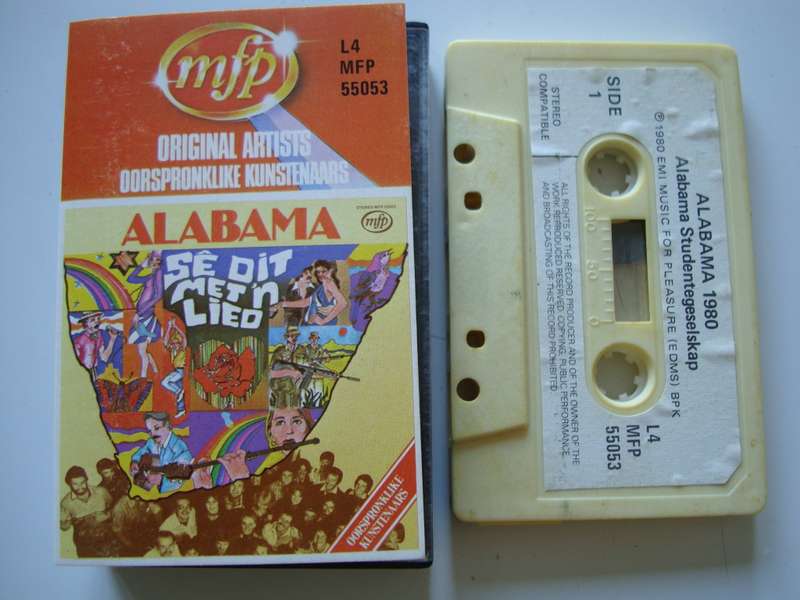 mfp
L4
MFP
55053
ORIGINAL ARTISTS
OORSPRONKLIKE KUNSTENAARS
ALABAMA
mfp
SÊ DIT
MET 'N
LIED
OORSPRONKLIKE
KUNSTENAARS
ALABAMA 1980
Alabama Studentegeselskap
℗ 1980 EMI MUSIC FOR PLEASURE (EDMS) BPK
SIDE
1
STEREO
COMPATIBLE
L4
MFP
55053
100 50 0
ALL RIGHTS OF THE RECORD PRODUCER AND OF THE OWNER OF THE
WORK REPRODUCED RESERVED. COPYING, PUBLIC PERFORMANCE,
AND BROADCASTING OF THIS RECORD PROHIBITED